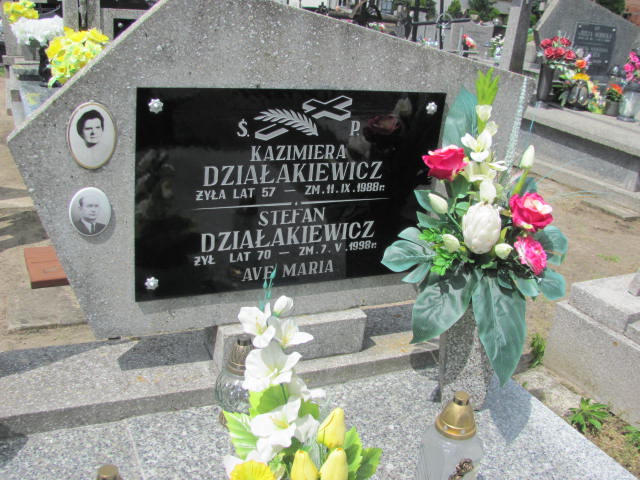 Ś. P.
KAZIMIERA
DZIAŁAKIEWICZ
ŻYŁA LAT 57 — ZM. 11. IX. 1988r.
STEFAN
DZIAŁAKIEWICZ
ŻYŁ LAT 70 — ZM. 7. V. 1998r.
AVE MARIA